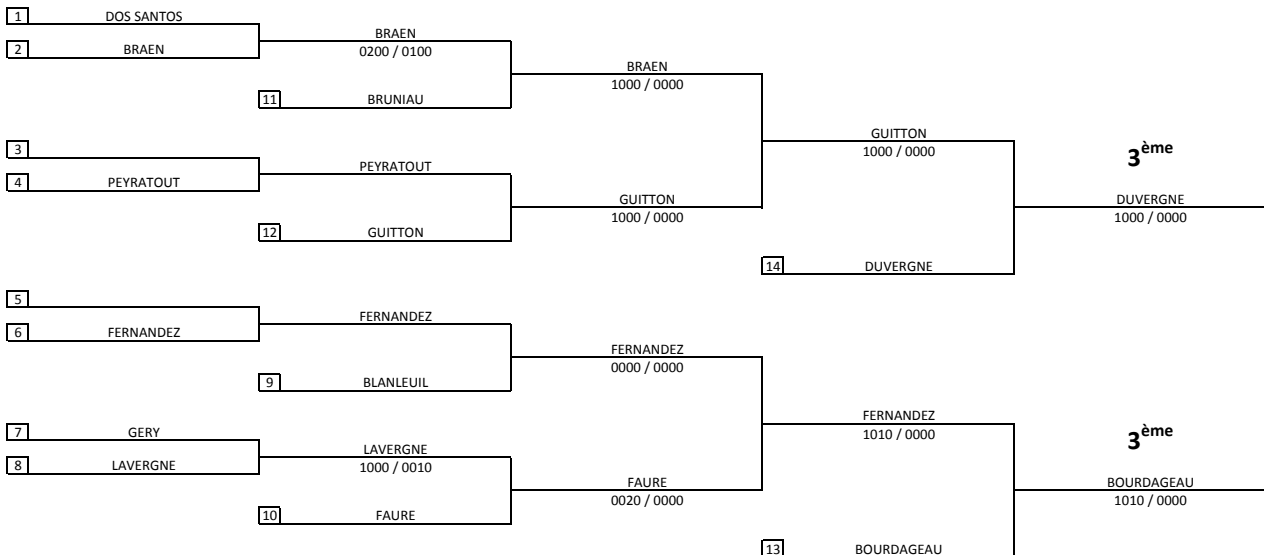 1 DOS SANTOS
2 BRAEN
BRAEN
0200 / 0100
11 BRUNIAU
BRAEN
1000 / 0000
3
4 PEYRATOUT
PEYRATOUT
12 GUITTON
GUITTON
1000 / 0000
GUITTON
1000 / 0000
14 DUVERGNE
3ème
DUVERGNE
1000 / 0000
5
6 FERNANDEZ
FERNANDEZ
9 BLANLEUIL
FERNANDEZ
0000 / 0000
7 GERY
8 LAVERGNE
LAVERGNE
1000 / 0010
10 FAURE
FAURE
0020 / 0000
FERNANDEZ
1010 / 0000
13 BOURDAGEAU
3ème
BOURDAGEAU
1010 / 0000